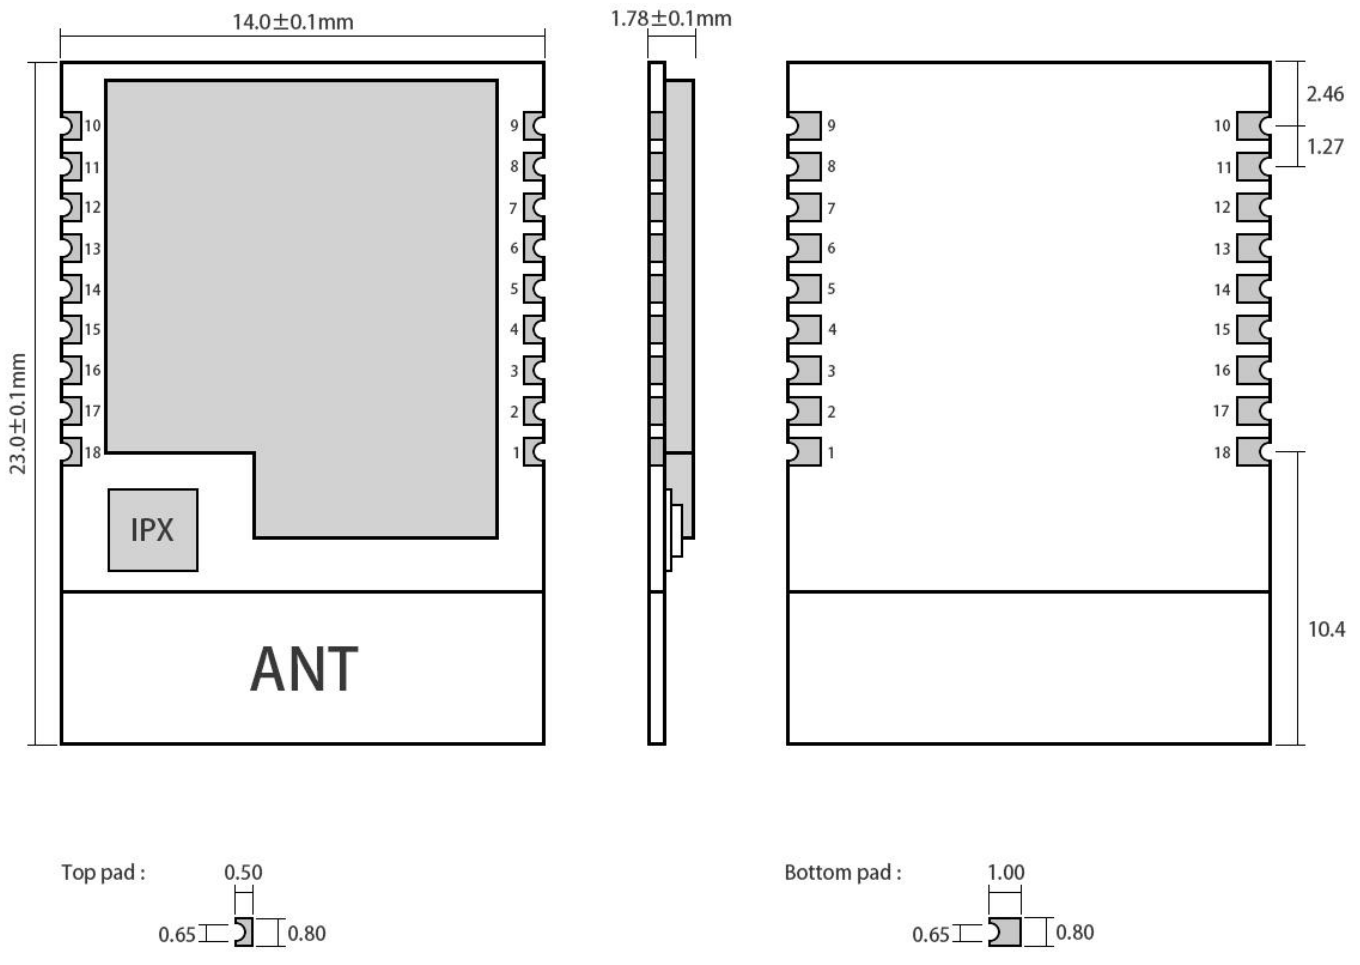 14.0±0.1mm
1.78±0.1mm
2.46
10 9 9 10
1.27
11 8 8 11
12 7 7 12
13 6 6 13
14 5 5 14
15 4 4 15
16 3 3 16
17 2 2 17
18 1 1 18
23.0±0.1mm
IPX
10.4
ANT
Top pad : 0.50
0.65 0.80
Bottom pad : 1.00
0.65 0.80